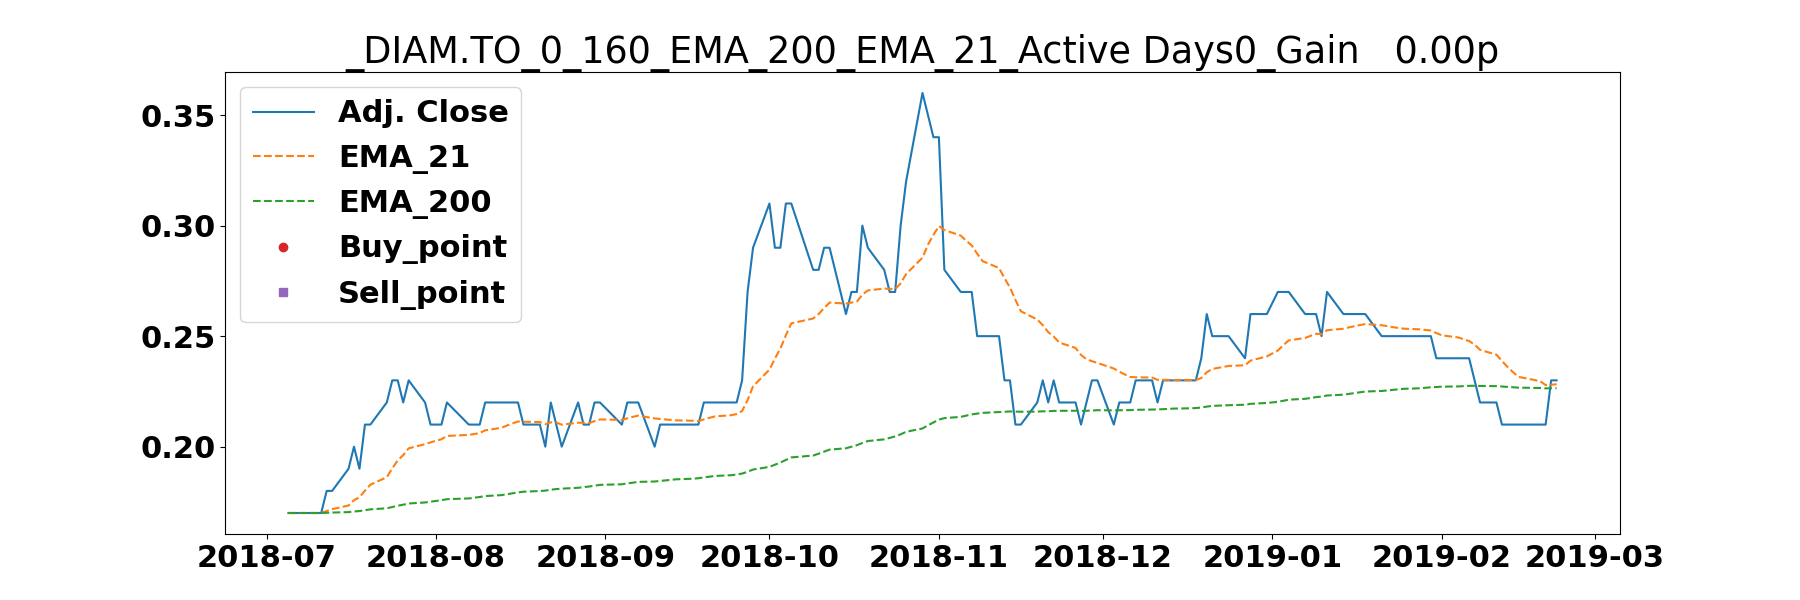 _DIAM.TO_0_160_EMA_200_EMA_21_Active Days0_Gain   0.00p
Adj. Close
EMA_21
EMA_200
Buy_point
Sell_point
0.35
0.30
0.25
0.20
2018-07 2018-08 2018-09 2018-10 2018-11 2018-12 2019-01 2019-02 2019-03